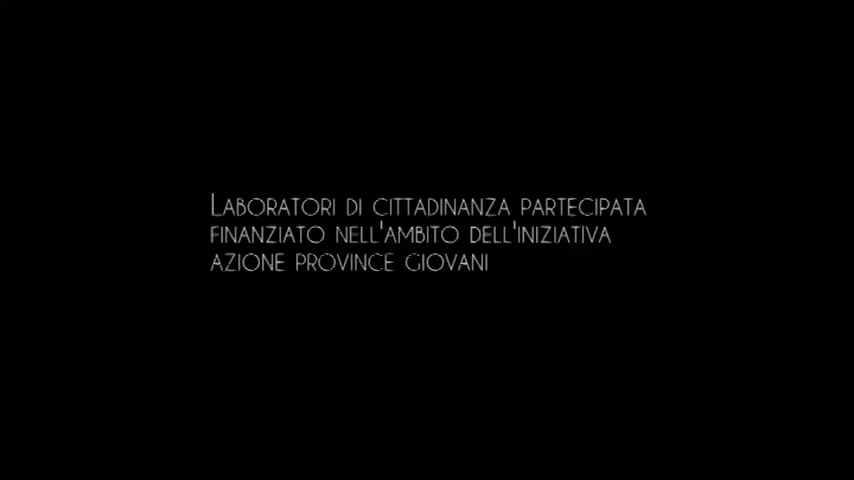 LABORATORI DI CITTADINANZA PARTECIPATA
FINANZIATO NELL'AMBITO DELL'INIZIATIVA
AZIONE PROVINCE GIOVANI